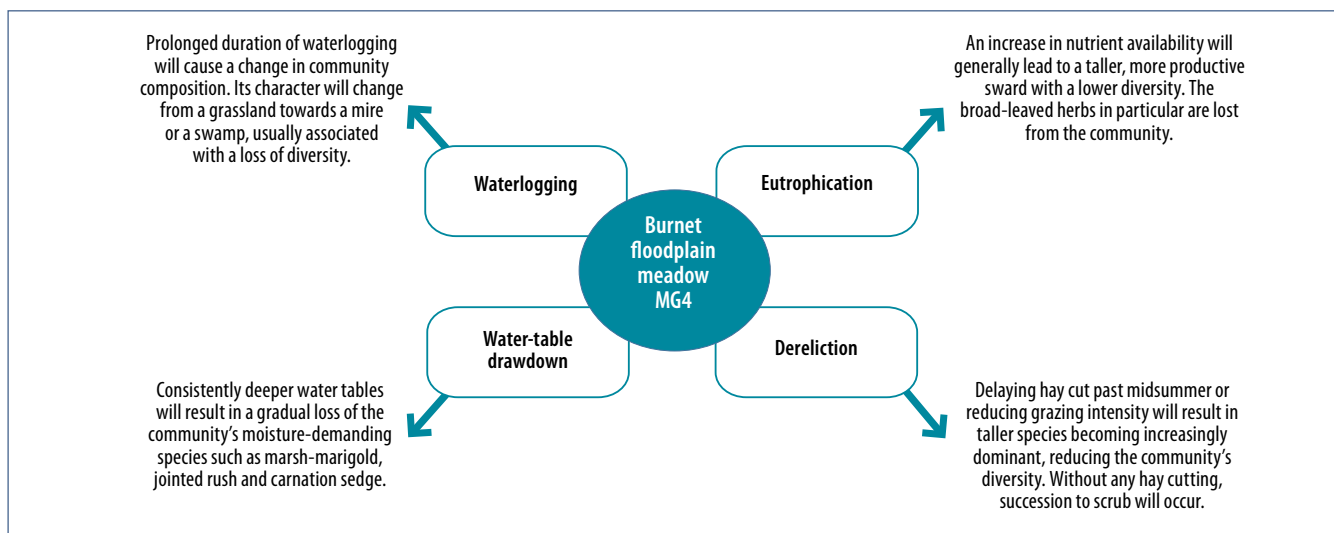 Prolonged duration of waterlogging
will cause a change in community
composition. Its character will change
from a grassland towards a mire
or a swamp, usually associated
with a loss of diversity.
An increase in nutrient availability will
generally lead to a taller, more productive
sward with a lower diversity. The
broad-leaved herbs in particular are lost
from the community.
Waterlogging
Eutrophication
Burnet
floodplain
meadow
MG4
Water-table
drawdown
Dereliction
Consistently deeper water tables
will result in a gradual loss of the
community’s moisture-demanding
species such as marsh-marigold,
jointed rush and carnation sedge.
Delaying hay cut past midsummer or
reducing grazing intensity will result in
taller species becoming increasingly
dominant, reducing the community’s
diversity. Without any hay cutting,
succession to scrub will occur.